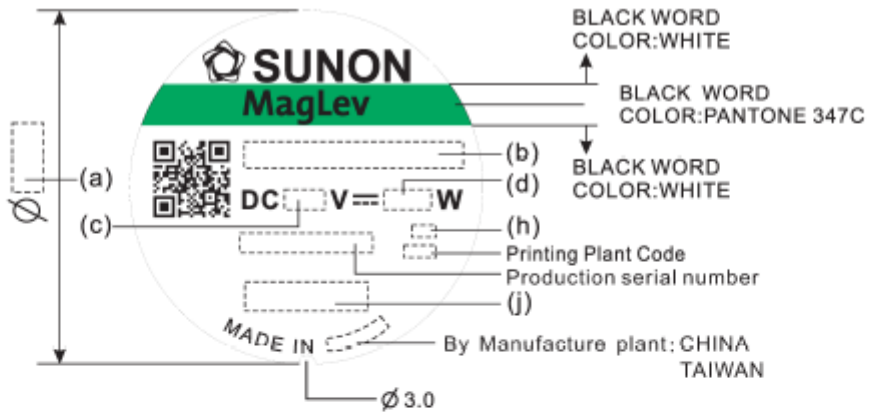 BLACK WORD
COLOR:WHITE
SUNON
MagLev
BLACK WORD
COLOR:PANTONE 347C
(a)
(b)
BLACK WORD
COLOR:WHITE
(d)
DC V W
(c)
(h)
Printing Plant Code
Production serial number
(j)
MADE IN
By Manufacture plant: CHINA
TAIWAN
Ø
Ø 3.0